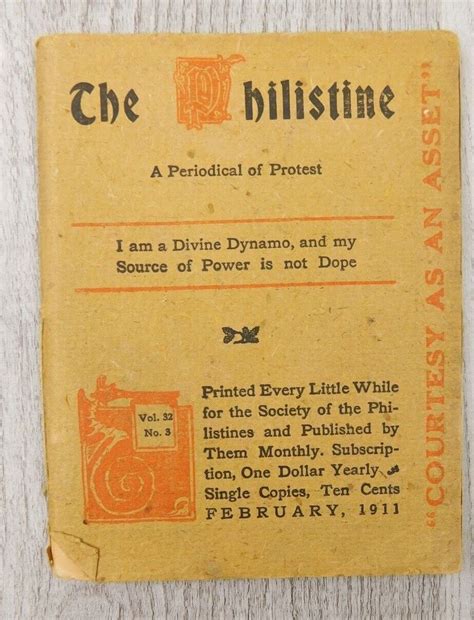 The Philistine
A Periodical of Protest
I am a Divine Dynamo, and my
Source of Power is not Dope
"COURTESY AS AN ASSET"
Vol. 32
No. 3
Printed Every Little While
for the Society of the Phi-
listines and Published by
Them Monthly. Subscrip-
tion, One Dollar Yearly
Single Copies, Ten Cents
FEBRUARY, 1911